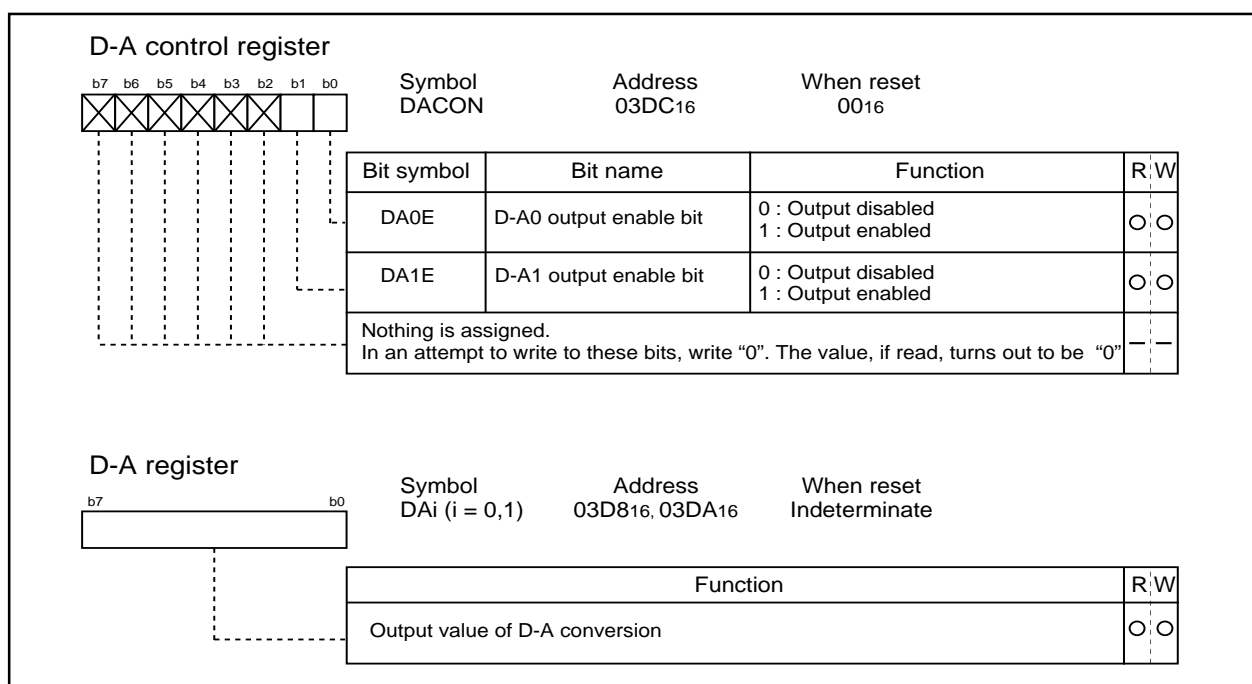 D-A control register
b7 b6 b5 b4 b3 b2 b1 b0
Symbol Address When reset
DACON 03DC16 0016
Bit symbol Bit name Function R W
DA0E D-A0 output enable bit 0 : Output disabled
1 : Output enabled
DA1E D-A1 output enable bit 0 : Output disabled
1 : Output enabled
Nothing is assigned.
In an attempt to write to these bits, write “0”. The value, if read, turns out to be “0”
D-A register
b7 b0
Symbol Address When reset
DAi (i = 0,1) 03D816, 03DA16 Indeterminate
Function R W
Output value of D-A conversion